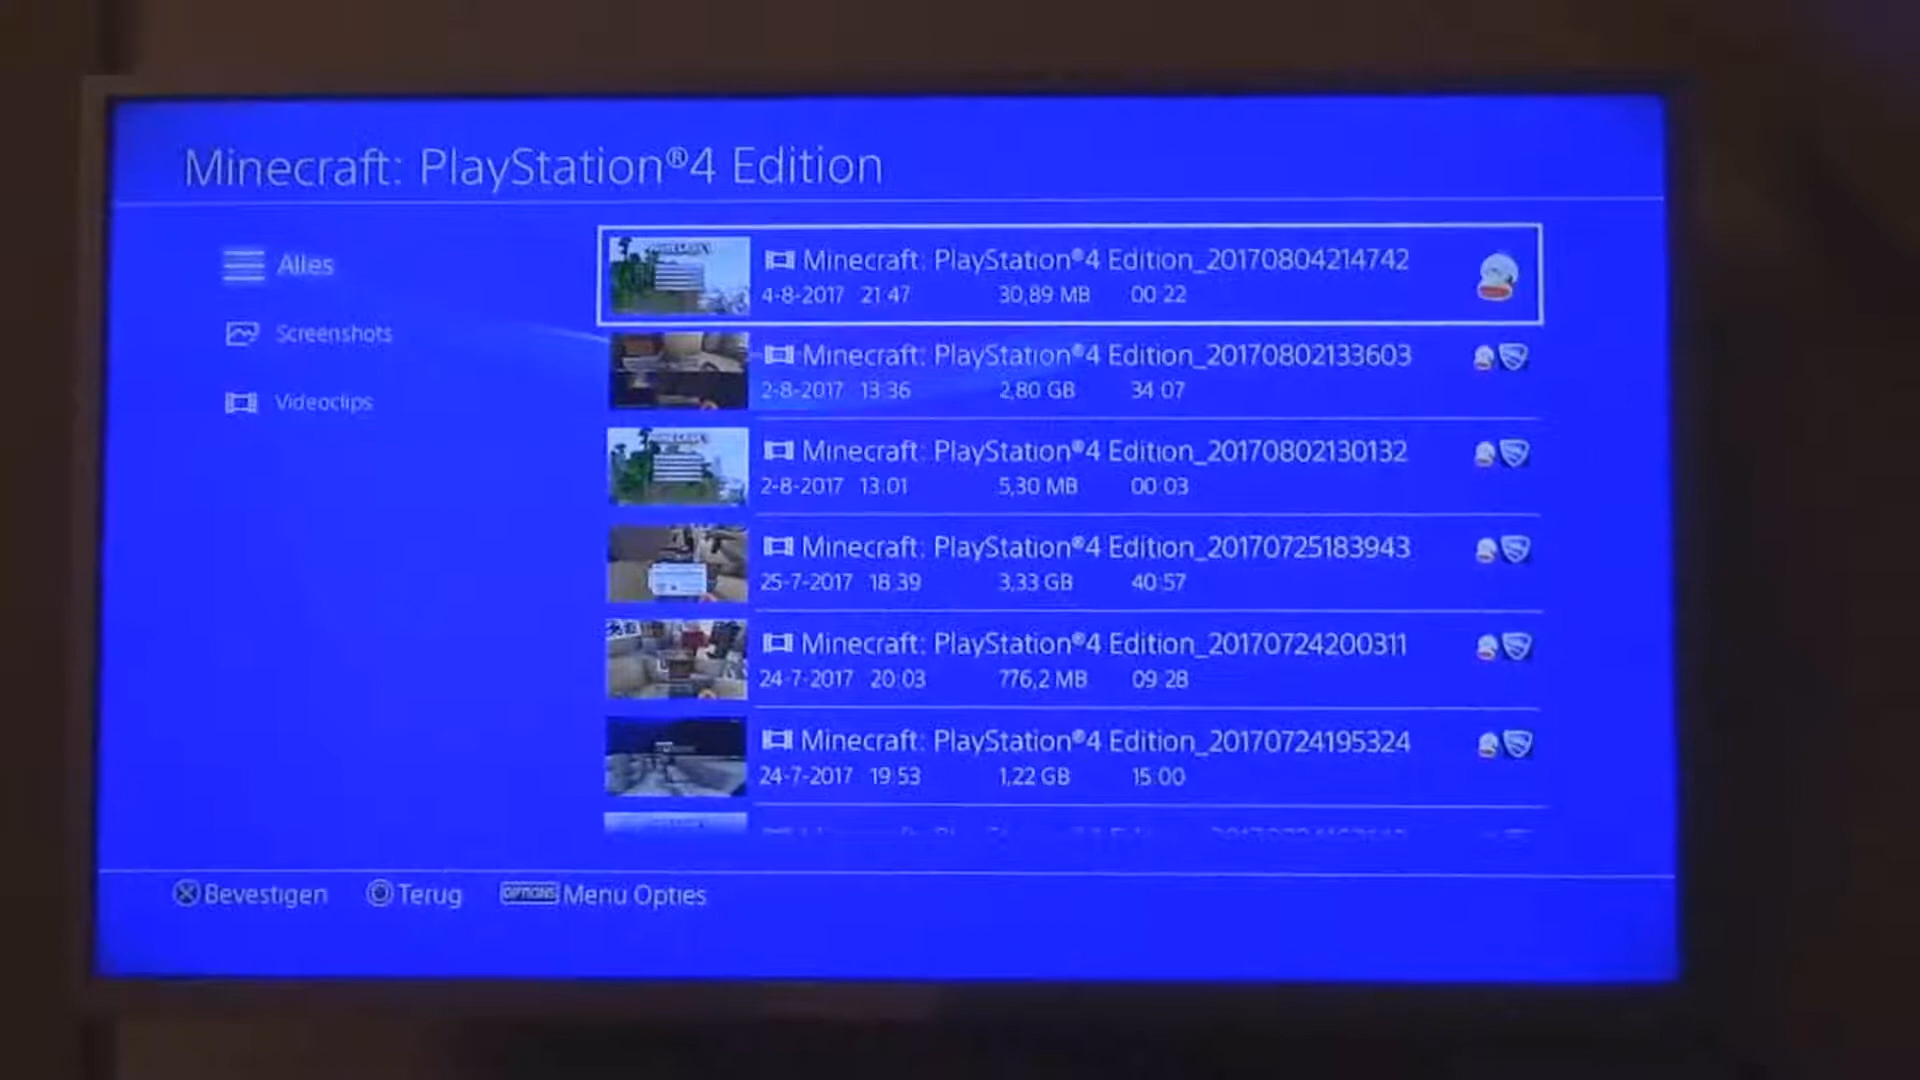 Minecraft: PlayStation®4 Edition
Alles
Screenshots
Videoclips
Minecraft: PlayStation®4 Edition_20170804214742
4-8-2017 21:47 30,89 MB 00:22
Minecraft: PlayStation®4 Edition_20170802133603
2-8-2017 13:36 2,80 GB 34:07
Minecraft: PlayStation®4 Edition_20170802130132
2-8-2017 13:01 5,30 MB 00:03
Minecraft: PlayStation®4 Edition_20170725183943
25-7-2017 18:39 3,33 GB 40:57
Minecraft: PlayStation®4 Edition_20170724200311
24-7-2017 20:03 776,2 MB 09:28
Minecraft: PlayStation®4 Edition_20170724195324
24-7-2017 19:53 1,22 GB 15:00
Bevestigen Terug OPTIONS Menu Opties